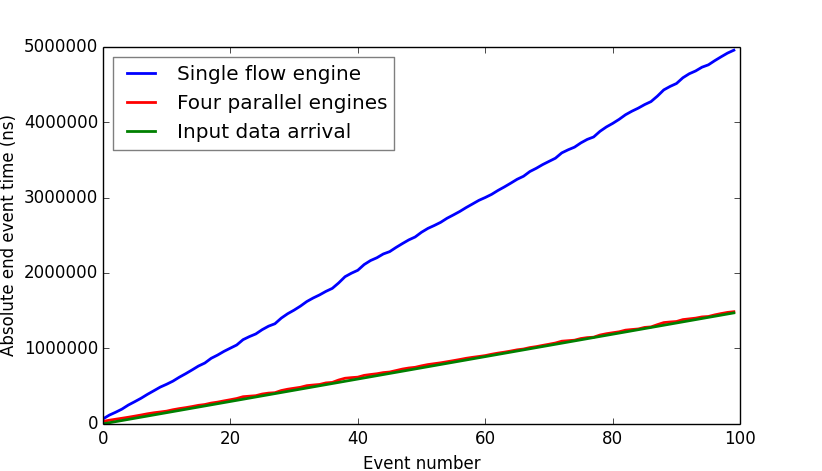 5000000
4000000
3000000
2000000
1000000
0
Absolute end event time (ns)
Single flow engine
Four parallel engines
Input data arrival
0 20 40 60 80 100
Event number